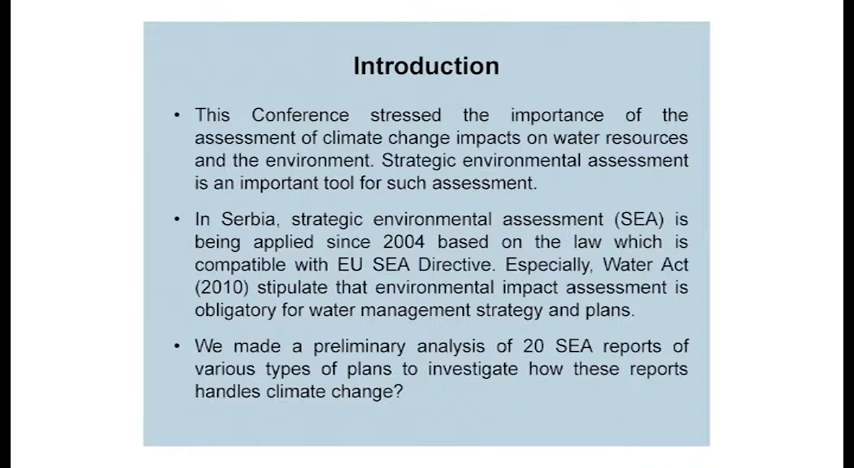 Introduction
• This Conference stressed the importance of the
assessment of climate change impacts on water resources
and the environment. Strategic environmental assessment
is an important tool for such assessment.
• In Serbia, strategic environmental assessment (SEA) is
being applied since 2004 based on the law which is
compatible with EU SEA Directive. Especially, Water Act
(2010) stipulate that environmental impact assessment is
obligatory for water management strategy and plans.
• We made a preliminary analysis of 20 SEA reports of
various types of plans to investigate how these reports
handles climate change?